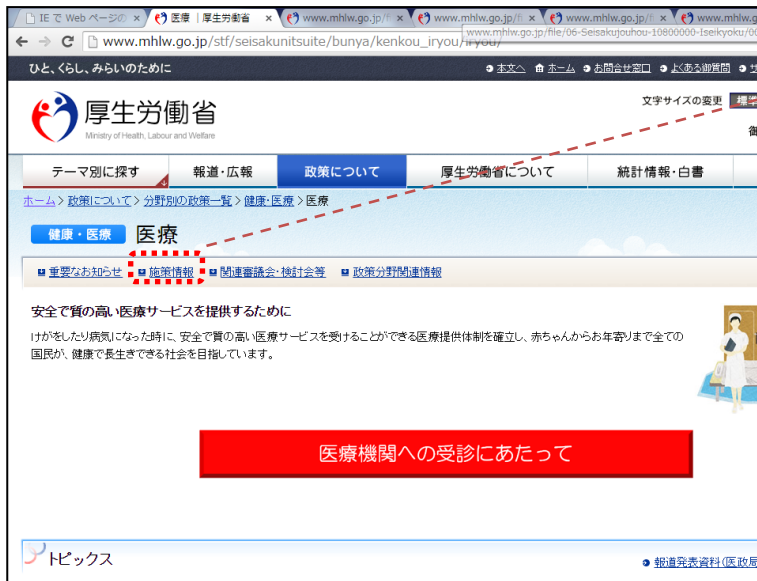 IE で Web ページの
医療 | 厚生労働省
www.mhlw.go.jp/fi
www.mhlw.go.jp/fi
www.mhlw.go.jp/fi
www.mhlw.g
www.mhlw.go.jp/stf/seisakunitsuite/bunya/kenkou_iryou/iryou/
www.mhlw.go.jp/file/06-Seisakujouhou-10800000-Iseikyoku/00
ひと、くらし、みらいのために
本文へ ホーム お問合せ窓口 よくある御質問
文字サイズの変更 標準
厚生労働省
Ministry of Health, Labour and Welfare
御
テーマ別に探す 報道・広報 政策について 厚生労働省について 統計情報・白書
ホーム > 政策について > 分野別の政策一覧 > 健康・医療 > 医療
健康・医療 医療
重要なお知らせ 施策情報 関連審議会・検討会等 政策分野関連情報
安全で質の高い医療サービスを提供するために
けがをしたり病気になった時に、安全で質の高い医療サービスを受けることができる医療提供体制を確立し、赤ちゃんからお年寄りまで全ての
国民が、健康で長生きできる社会を目指しています。
医療機関への受診にあたって
トピックス
報道発表資料(医政局